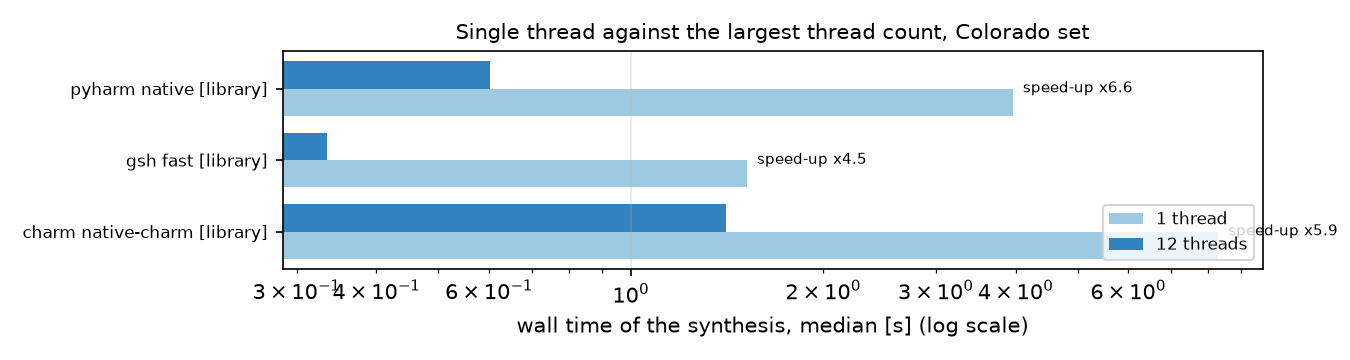 Single thread against the largest thread count, Colorado set
pyharm native [library]
speed-up x6.6
gsh fast [library]
speed-up x4.5
charm native-charm [library]
speed-up x5.9
1 thread
12 threads
3 × 10⁻¹ 4 × 10⁻¹ 6 × 10⁻¹ 10⁰ 2 × 10⁰ 3 × 10⁰ 4 × 10⁰ 6 × 10⁰
wall time of the synthesis, median [s] (log scale)